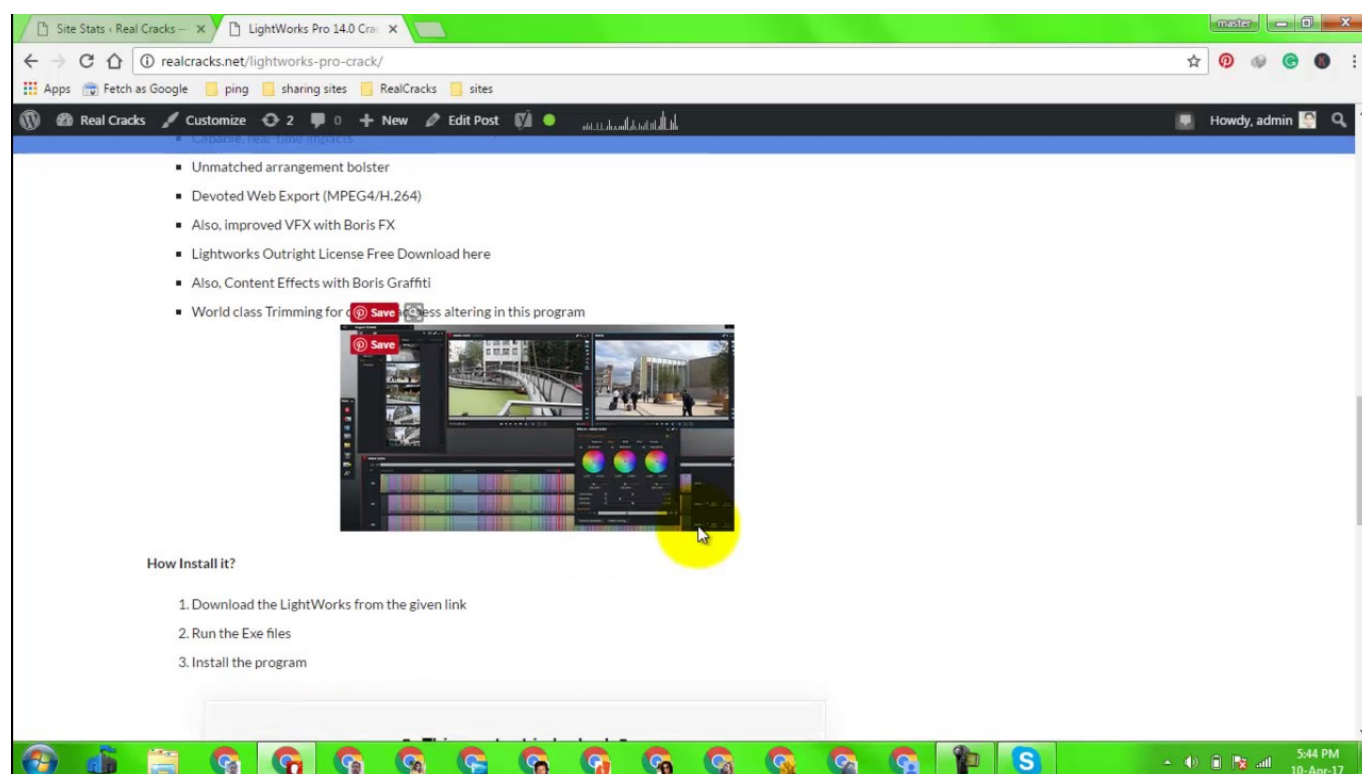 Site Stats ‹ Real Cracks —
LightWorks Pro 14.0 Crac
master
realcracks.net/lightworks-pro-crack/
Apps Fetch as Google ping sharing sites RealCracks sites
Real Cracks Customize 2 0 + New Edit Post Howdy, admin
Capable, real-time impacts
Unmatched arrangement bolster
Devoted Web Export (MPEG4/H.264)
Also, improved VFX with Boris FX
Lightworks Outright License Free Download here
Also, Content Effects with Boris Graffiti
World class Trimming for altering in this program
Save
Save
How Install it?
1. Download the LightWorks from the given link
2. Run the Exe files
3. Install the program
5:44 PM
10-Apr-17